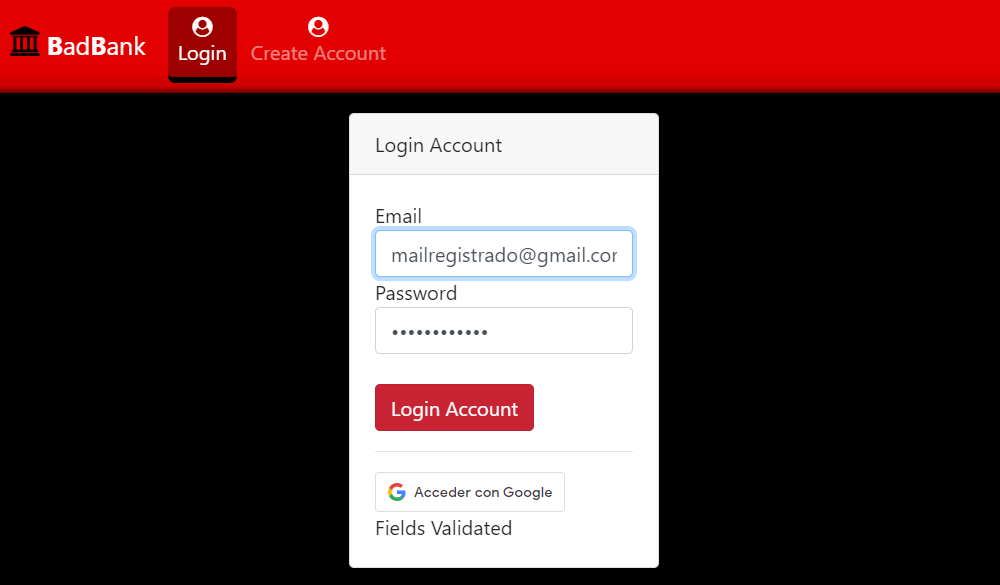 BadBank
Login
Create Account
Login Account
Email
mailregistrado@gmail.cor
Password
••••••••••••
Login Account
Acceder con Google
Fields Validated